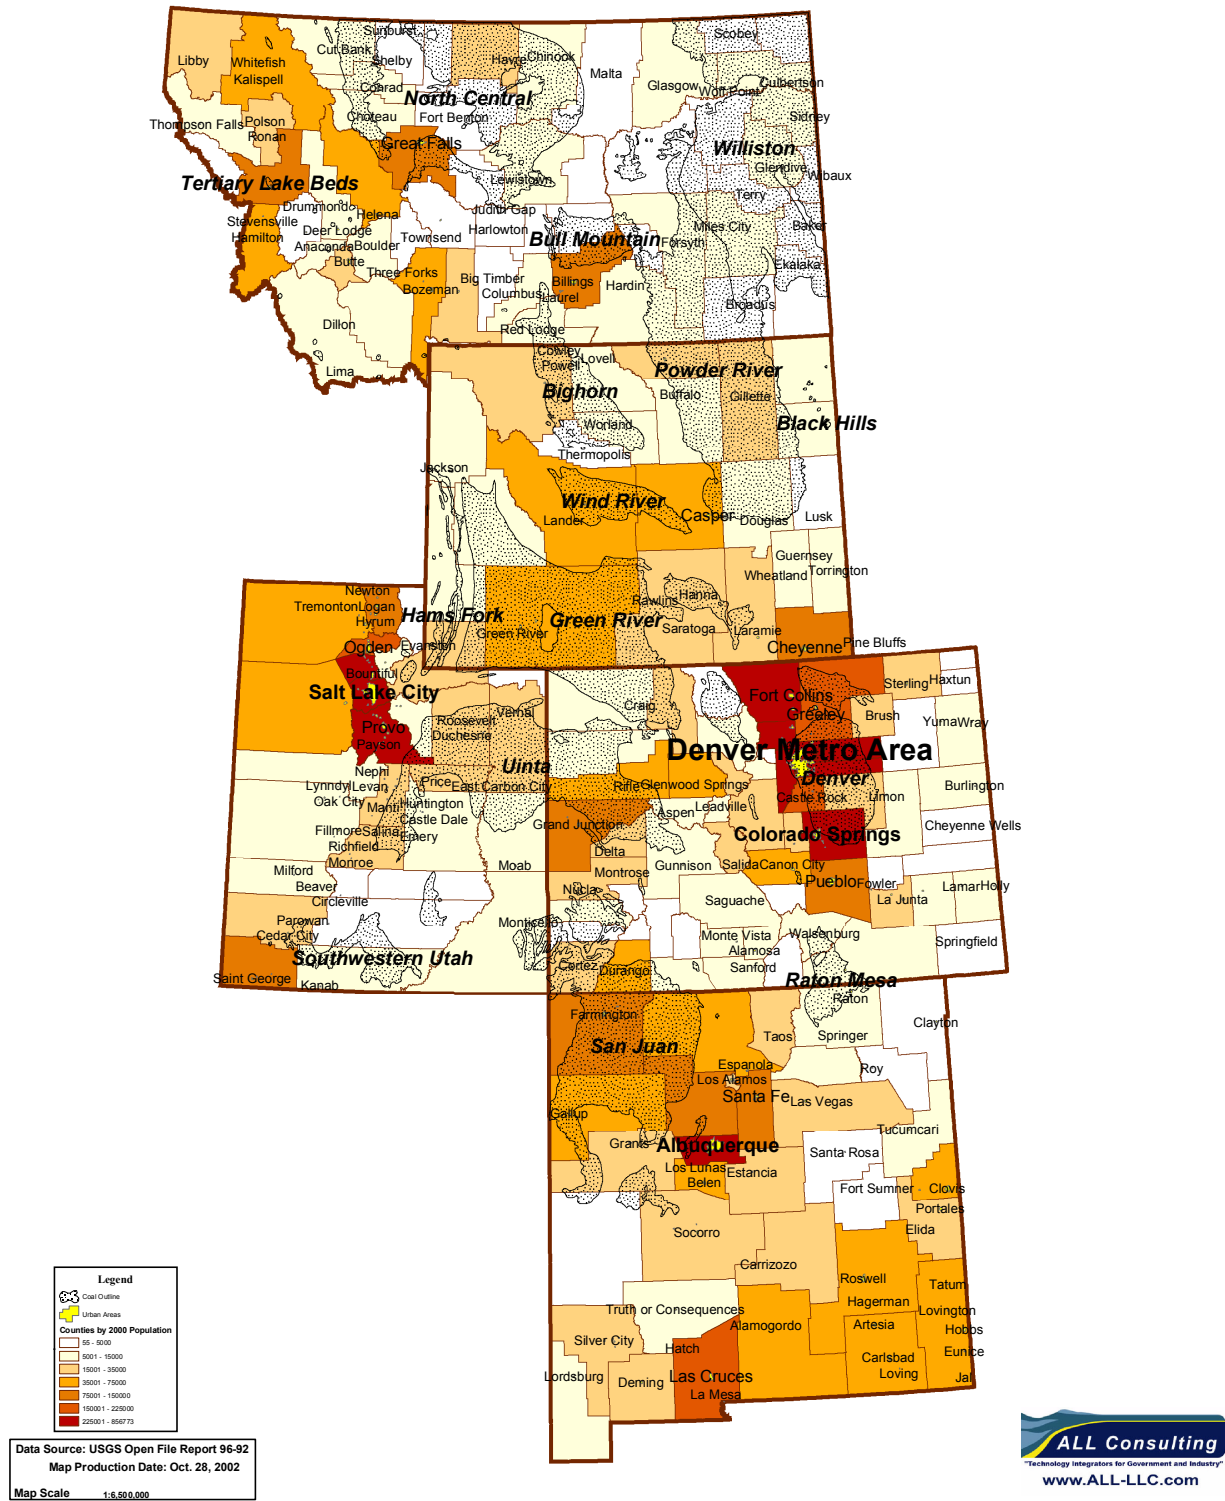 Sunburst
Scobey
Cut Bank
Libby
Whitefish
Shelby
Havre
Chinook
Malta
Kalispell
Glasgow
Wolf Point
Culbertson
Conrad
North Central
Choteau
Fort Benton
Sidney
Thompson Falls
Polson
Ronan
Great Falls
Williston
Glendive
Wibaux
Tertiary Lake Beds
Lewistown
Terry
Drummond
Helena
Judith Gap
Stevensville
Hamilton
Deer Lodge
Townsend
Harlowton
Bull Mountain
Forsyth
Miles City
Baker
Anaconda
Boulder
Butte
Ekalaka
Three Forks
Bozeman
Big Timber
Columbus
Billings
Laurel
Hardin
Broadus
Dillon
Red Lodge
Lima
Cowley
Lovell
Powell
Powder River
Bighorn
Buffalo
Gillette
Worland
Black Hills
Thermopolis
Jackson
Wind River
Lander
Casper
Douglas
Lusk
Guernsey
Wheatland
Torrington
Newton
Tremonton
Logan
Hyrum
Hams Fork
Green River
Green River
Rawlins
Hanna
Saratoga
Laramie
Cheyenne
Pine Bluffs
Ogden
Evanston
Bountiful
Salt Lake City
Fort Collins
Sterling
Haxtun
Craig
Greeley
Brush
Yuma
Wray
Roosevelt
Vernal
Provo
Duchesne
Payson
Denver Metro Area
Uinta
Denver
Nephi
Lynndyl
Levan
Price
East Carbon City
Rifle
Glenwood Springs
Burlington
Oak City
Manti
Huntington
Castle Dale
Leadville
Castle Rock
Limon
Aspen
Fillmore
Salina
Emery
Grand Junction
Colorado Springs
Cheyenne Wells
Richfield
Monroe
Delta
Milford
Moab
Montrose
Gunnison
Salida
Canon City
Beaver
Pueblo
Fowler
Lamar
Holly
Circleville
Nucla
Saguache
La Junta
Parowan
Monticello
Cedar City
Monte Vista
Alamosa
Walsenburg
Springfield
Southwestern Utah
Cortez
Durango
Sanford
Saint George
Kanab
Raton Mesa
Raton
Farmington
Clayton
San Juan
Taos
Springer
Espanola
Roy
Los Alamos
Santa Fe
Las Vegas
Gallup
Tucumcari
Grants
Albuquerque
Santa Rosa
Los Lunas
Estancia
Belen
Fort Sumner
Clovis
Portales
Socorro
Elida
Carrizozo
Roswell
Tatum
Hagerman
Truth or Consequences
Lovington
Alamogordo
Artesia
Hobbs
Silver City
Hatch
Eunice
Carlsbad
Lordsburg
Deming
Las Cruces
Loving
Jal
La Mesa
Legend
Coal Outline
Urban Areas
Counties by 2000 Population
55 - 5000
5001 - 15000
15001 - 35000
35001 - 75000
75001 - 150000
150001 - 225000
225001 - 856773
Data Source: USGS Open File Report 96-92
Map Production Date: Oct. 28, 2002
Map Scale 1:6,500,000
ALL Consulting
"Technology Integrators for Government and Industry"
www.ALL-LLC.com